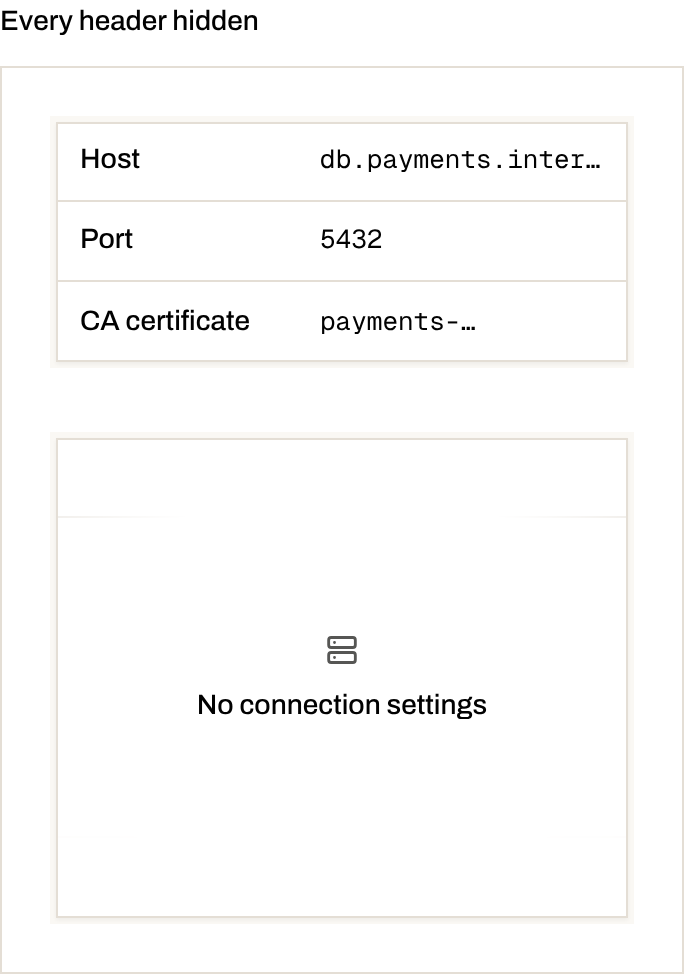 Every header hidden
Host db.payments.inter…
Port 5432
CA certificate payments-…
No connection settings